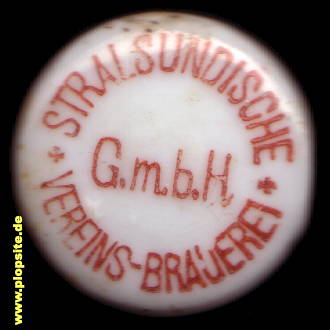 STRALSUNDISCHE
G.m.b.H.
VEREINS-BRAUEREI
www.plopsite.de